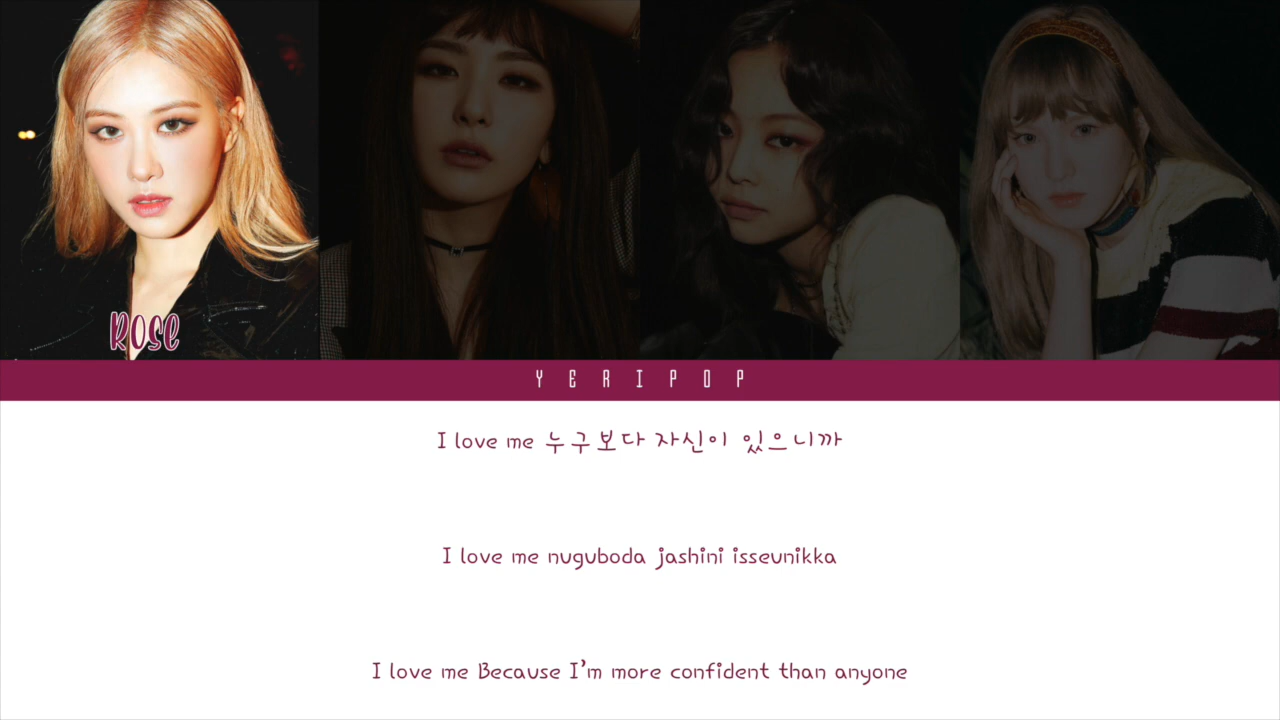 ROSE
YERIPOP
I love me 누구보다 자신이 있으니까
I love me nuguboda jashini isseunikka
I love me Because I'm more confident than anyone